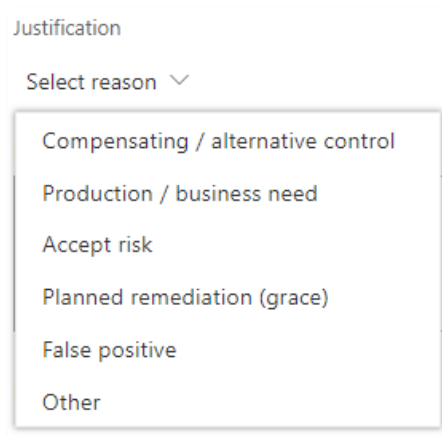 Justification
Select reason
Compensating / alternative control
Production / business need
Accept risk
Planned remediation (grace)
False positive
Other